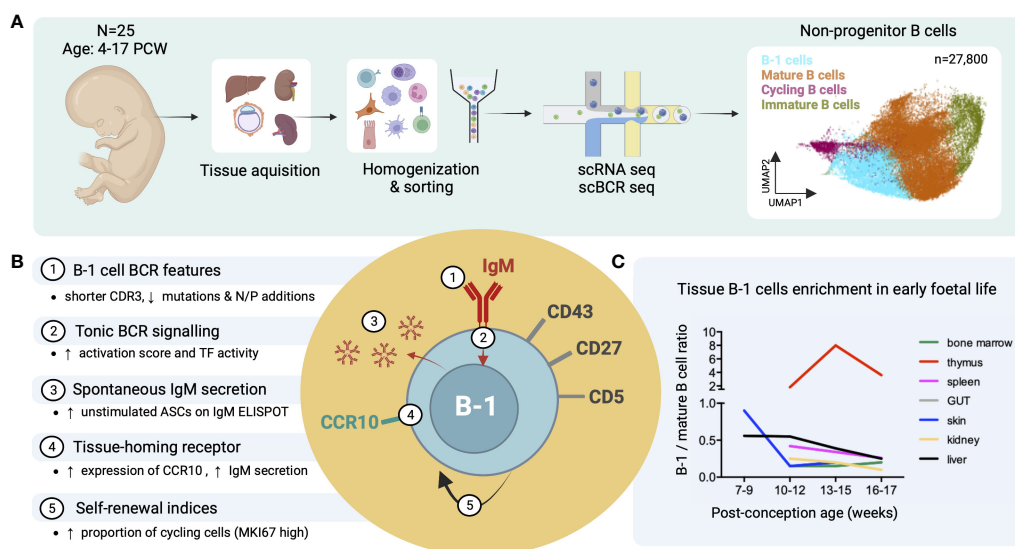 A
N=25
Age: 4-17 PCW
Tissue aquisition
Homogenization
& sorting
scRNA seq
scBCR seq
Non-progenitor B cells
B-1 cells
Mature B cells
Cycling B cells
Immature B cells
n=27,800
UMAP2
UMAP1
B
1 B-1 cell BCR features
• shorter CDR3, ↓ mutations & N/P additions
2 Tonic BCR signalling
• ↑ activation score and TF activity
3 Spontaneous IgM secretion
• ↑ unstimulated ASCs on IgM ELISPOT
4 Tissue-homing receptor
• ↑ expression of CCR10 , ↑ IgM secretion
5 Self-renewal indices
• ↑ proportion of cycling cells (MKI67 high)
1
IgM
2
3
CD43
CD27
CD5
CCR10
4
B-1
5
C
Tissue B-1 cells enrichment in early foetal life
B-1 / mature B cell ratio
10
8
6
4
2
1.0
0.5
0.0
7-9
10-12
13-15
16-17
Post-conception age (weeks)
bone marrow
thymus
spleen
GUT
skin
kidney
liver